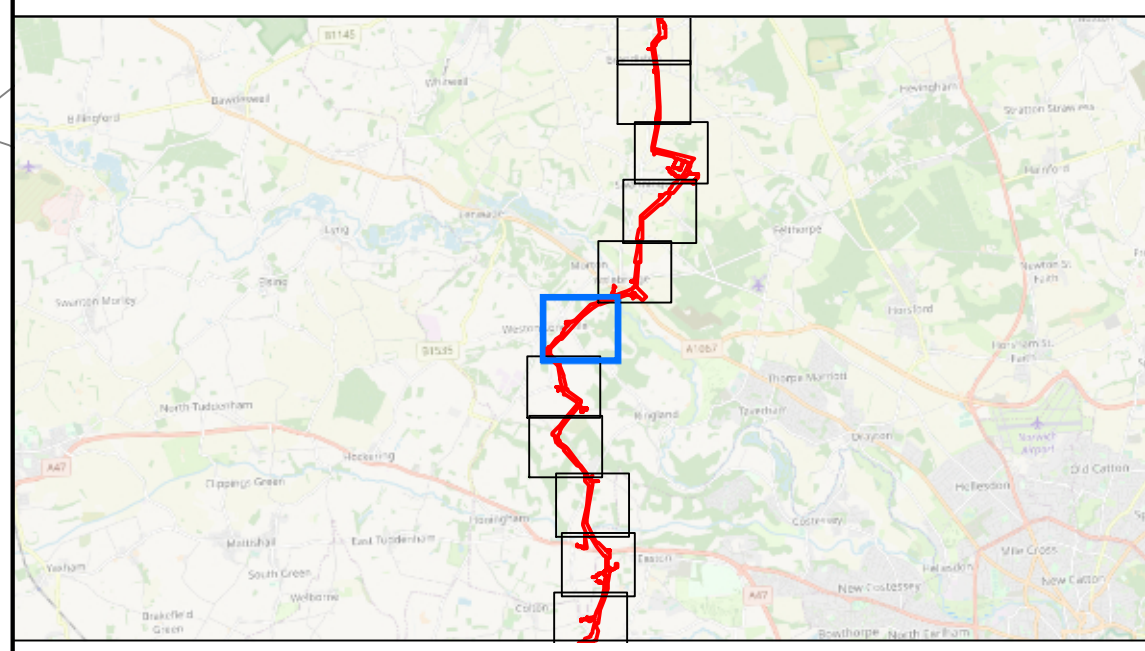 B1145
Whitwell
Bawdeswell
Billingford
Hevingham
Stratton Strawless
Hainford
Lenwade
Lyng
Felthorpe
Morton
Elsing
Newton St.
Faith
Swanton Morley
Horsford
Weston Longville
B1535
A1067
Horsham St.
Faith
Thorpe Marriott
North Tuddenham
Ringland
Taverham
Drayton
Norwich
Airport
Hockering
A47
Old Catton
Clippings Green
Hellesdon
Honingham
Costessey
East Tuddenham
Mattishall
Easton
Mile Cross
Yaxham
South Green
Hellesdon
New Catton
New Costessey
Welborne
A47
Colton
Brakefield
Green
Bowthorpe
North Earlham